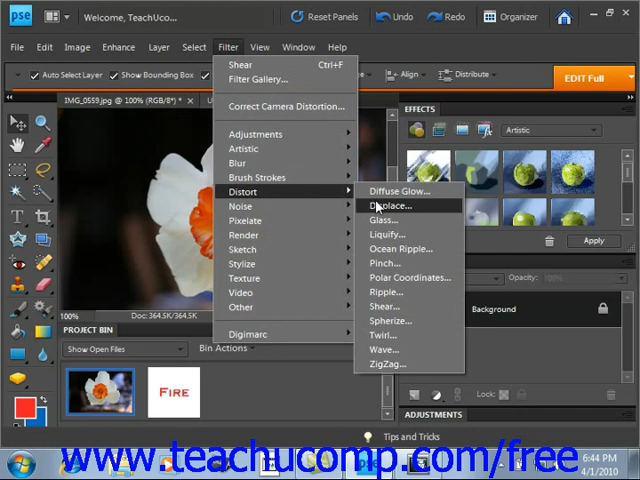 pse Welcome, TeachUco... Reset Panels Undo Redo Organizer
File Edit Image Enhance Layer Select Filter View Window Help
Auto Select Layer Show Bounding Box Align Distribute EDIT Full
IMG_0559.jpg @ 100% (RGB/8*) *
Shear Ctrl+F
Filter Gallery...
Correct Camera Distortion...
Adjustments
Artistic
Blur
Brush Strokes
Distort
Noise
Pixelate
Render
Sketch
Stylize
Texture
Video
Other
Digimarc
Diffuse Glow...
Displace...
Glass...
Liquify...
Ocean Ripple...
Pinch...
Polar Coordinates...
Ripple...
Shear...
Spherize...
Twirl...
Wave...
ZigZag...
EFFECTS
Artistic
Apply
Opacity: 100%
Background
Lock:
ADJUSTMENTS
100% Doc: 364.5K/364.5K
PROJECT BIN
Show Open Files Bin Actions
FIRE
Tips and Tricks
www.teachucomp.com/free
6:44 PM
4/1/2010